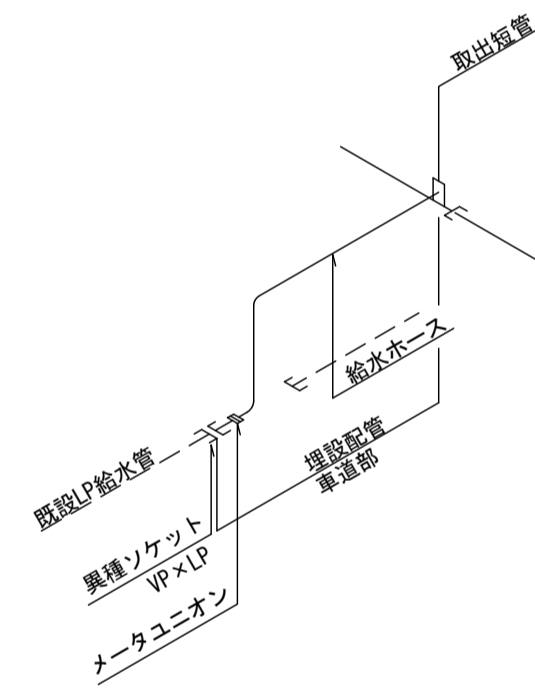 取出短管
給水ホース
埋設配管
車道部
既設LP給水管
異種ソケット
VP×LP
メータユニオン